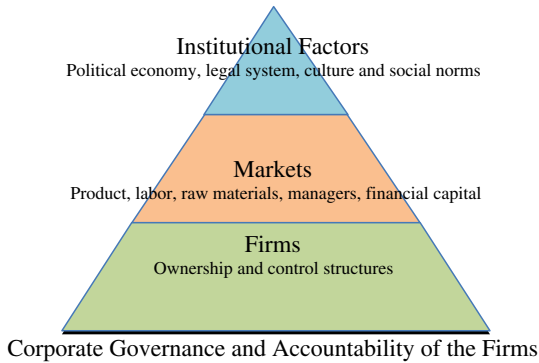 Institutional Factors
Political economy, legal system, culture and social norms
Markets
Product, labor, raw materials, managers, financial capital
Firms
Ownership and control structures
Corporate Governance and Accountability of the Firms